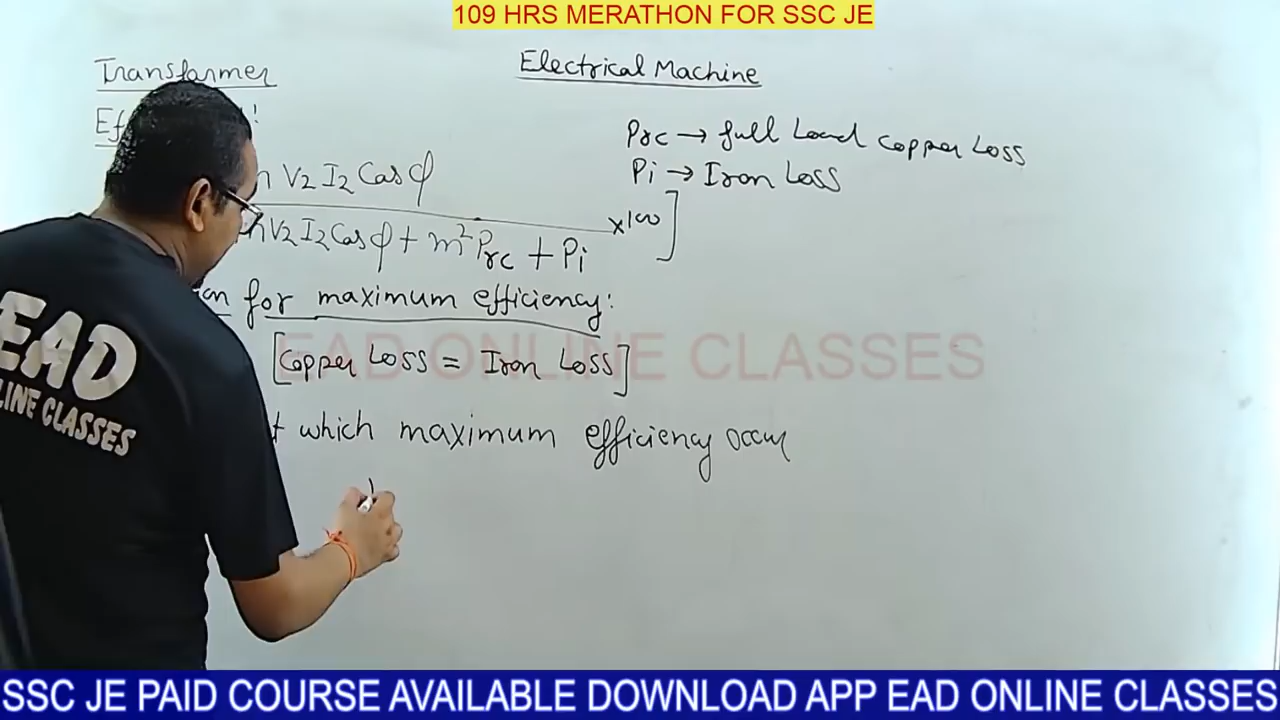 109 HRS MERATHON FOR SSC JE
Transformer
Electrical Machine
Prc → full Load Copper Loss
Pi → Iron Loss
V2 I2 Cos φ
V2 I2 Cos φ + m² Prc + Pi ×100 ]
for maximum efficiency:
[Copper Loss = Iron Loss]
EAD ONLINE CLASSES
which maximum efficiency occur
EAD
LINE CLASSES
SSC JE PAID COURSE AVAILABLE DOWNLOAD APP EAD ONLINE CLASSES